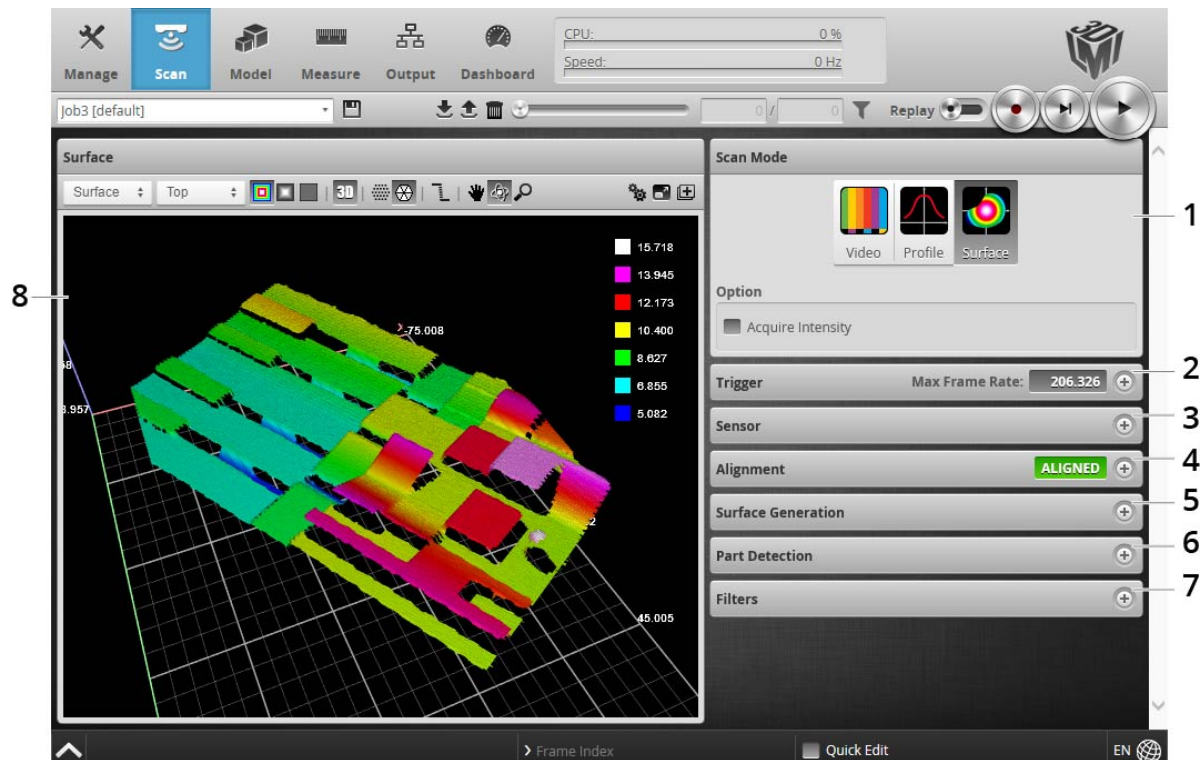 CPU: 0 %
Speed: 0 Hz
Manage Scan Model Measure Output Dashboard
Job3 [default] 0 / 0 Replay
Surface
Surface Top 3D
15.718
13.945
12.173
10.400
8.627
6.855
5.082
75.008
3.957
45.005
8
Scan Mode
Video Profile Surface
1
Option
Acquire Intensity
Trigger Max Frame Rate: 206.326 2
Sensor 3
Alignment ALIGNED 4
Surface Generation 5
Part Detection 6
Filters 7
Frame Index Quick Edit EN